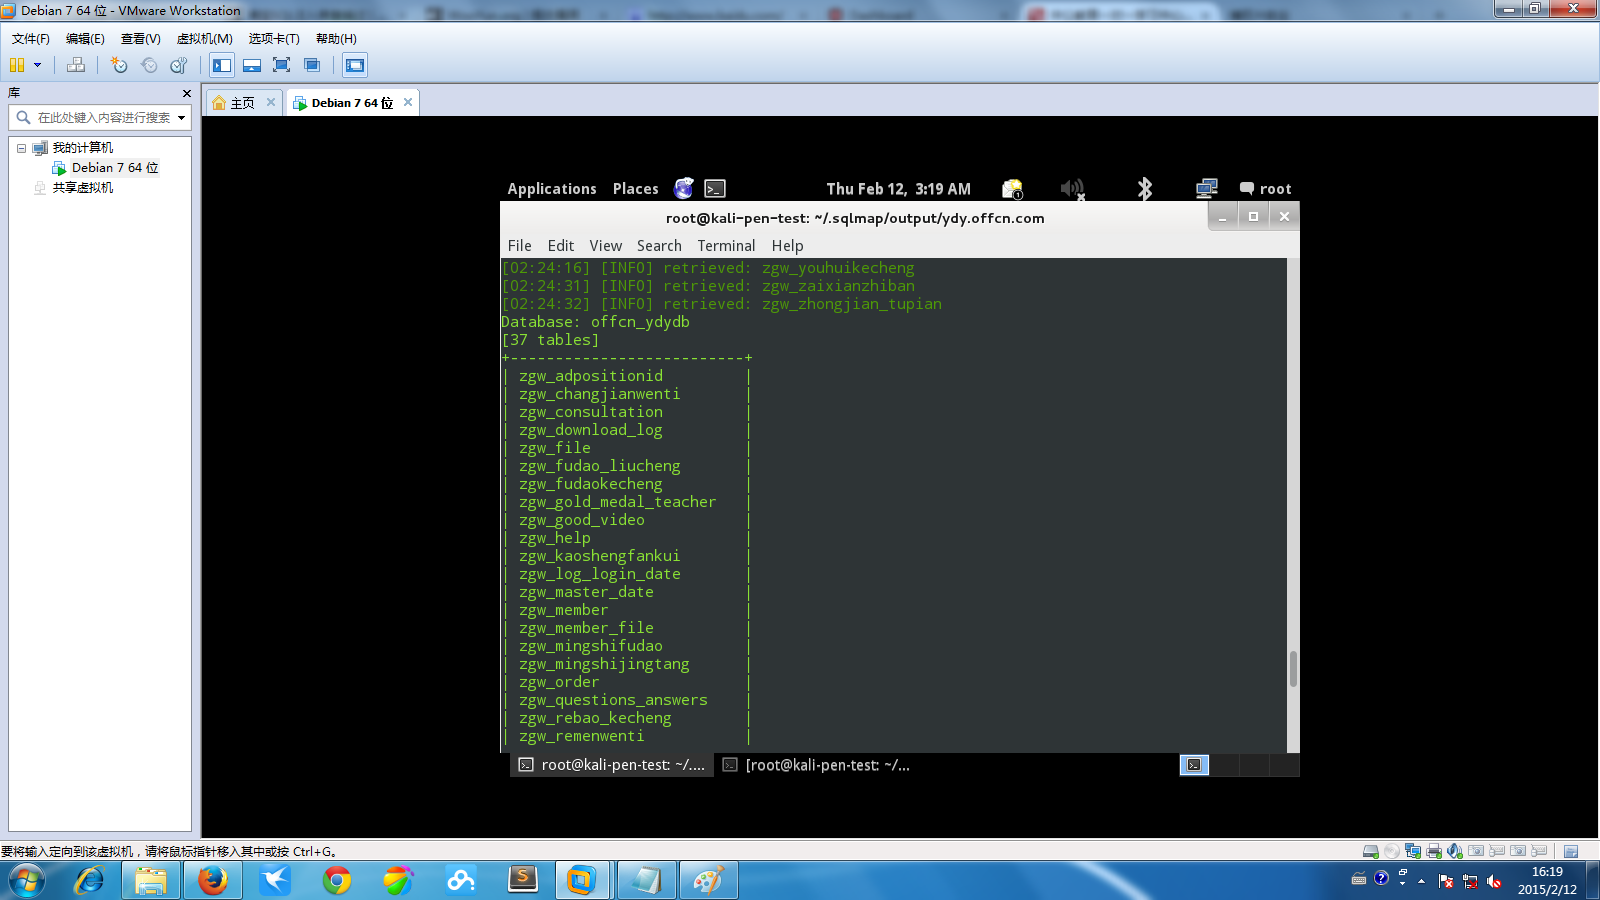 Debian 7 64 位 - VMware Workstation
文件(F) 编辑(E) 查看(V) 虚拟机(M) 选项卡(T) 帮助(H)
库
在此处键入内容进行搜索
我的计算机
Debian 7 64 位
共享虚拟机
主页
Debian 7 64 位
Applications Places Thu Feb 12, 3:19 AM root
root@kali-pen-test: ~/.sqlmap/output/ydy.offcn.com
File Edit View Search Terminal Help
[02:24:16] [INFO] retrieved: zgw_youhuikecheng
[02:24:31] [INFO] retrieved: zgw_zaixianzhiban
[02:24:32] [INFO] retrieved: zgw_zhongjian_tupian
Database: offcn_ydydb
[37 tables]
+--------------------------+
| zgw_adpositionid |
| zgw_changjianwenti |
| zgw_consultation |
| zgw_download_log |
| zgw_file |
| zgw_fudao_liucheng |
| zgw_fudaokecheng |
| zgw_gold_medal_teacher |
| zgw_good_video |
| zgw_help |
| zgw_kaoshengfankui |
| zgw_log_login_date |
| zgw_master_date |
| zgw_member |
| zgw_member_file |
| zgw_mingshifudao |
| zgw_mingshijingtang |
| zgw_order |
| zgw_questions_answers |
| zgw_rebao_kecheng |
| zgw_remenwenti |
root@kali-pen-test: ~/.... [root@kali-pen-test: ~/...
要将输入定向到该虚拟机，请将鼠标指针移入其中或按 Ctrl+G。
16:19
2015/2/12